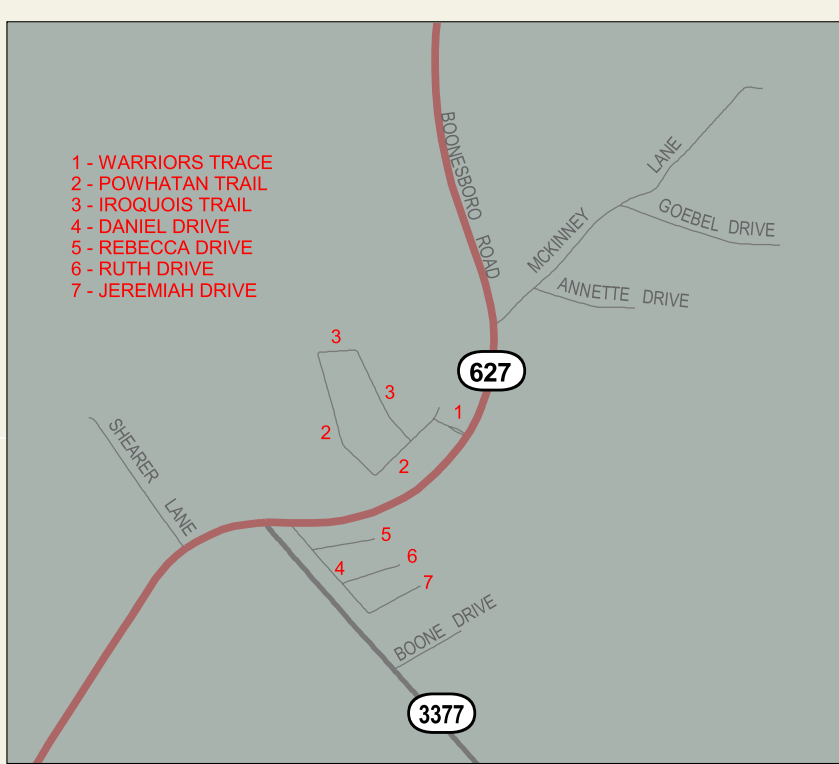 1 - WARRIORS TRACE
2 - POWHATAN TRAIL
3 - IROQUOIS TRAIL
4 - DANIEL DRIVE
5 - REBECCA DRIVE
6 - RUTH DRIVE
7 - JEREMIAH DRIVE
BOONESBORO ROAD
MCKINNEY LANE
GOEBEL DRIVE
ANNETTE DRIVE
3
627
3
1
2
2
SHEARER LANE
5
6
4
7
BOONE DRIVE
3377